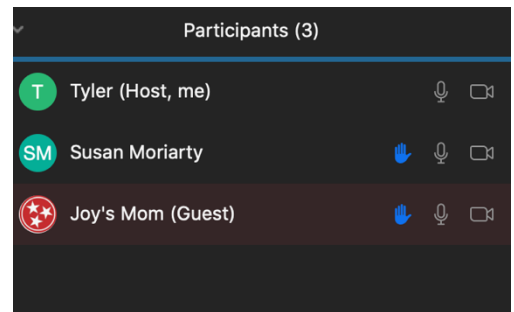 Participants (3)
T Tyler (Host, me)
SM Susan Moriarty
Joy's Mom (Guest)